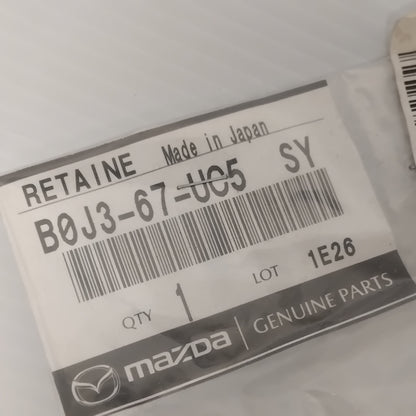 RETAINE Made in Japan
B0J3-67-UC5 SY
QTY 1 LOT 1E26
mazda GENUINE PARTS